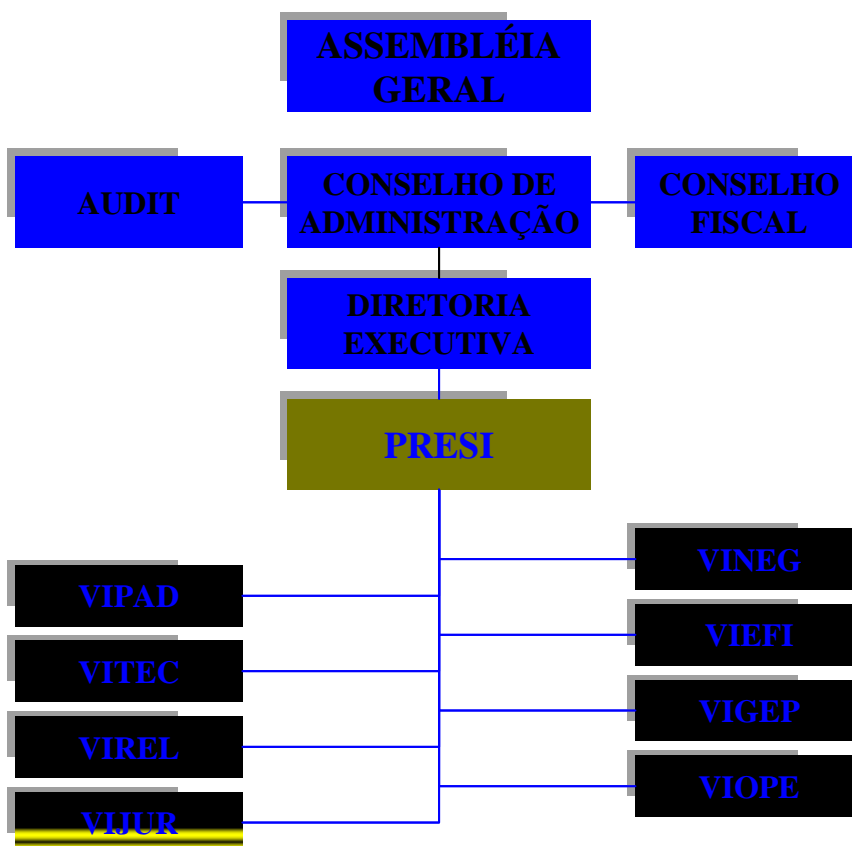 ASSEMBLÉIA
GERAL
AUDIT
CONSELHO DE
ADMINISTRAÇÃO
CONSELHO
FISCAL
DIRETORIA
EXECUTIVA
PRESI
VIPAD
VITEC
VIREL
VIJUR
VINEG
VIEFI
VIGEP
VIOPE